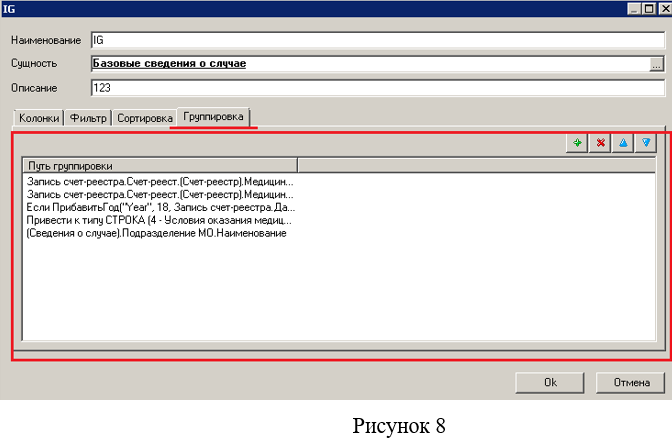 IG
Наименование IG
Сущность Базовые сведения о случае ...
Описание 123
Колонки Фильтр Сортировка Группировка
Путь группировки
Запись счет-реестра.Счет-реест.(Счет-реестр).Медицин...
Запись счет-реестра.Счет-реест.(Счет-реестр).Медицин...
Если ПрибавитьГод("Year", 18, Запись счет-реестра.Да...
Привести к типу СТРОКА (4 - Условия оказания медиц...
(Сведения о случае).Подразделение МО.Наименование
Ok Отмена
Рисунок 8